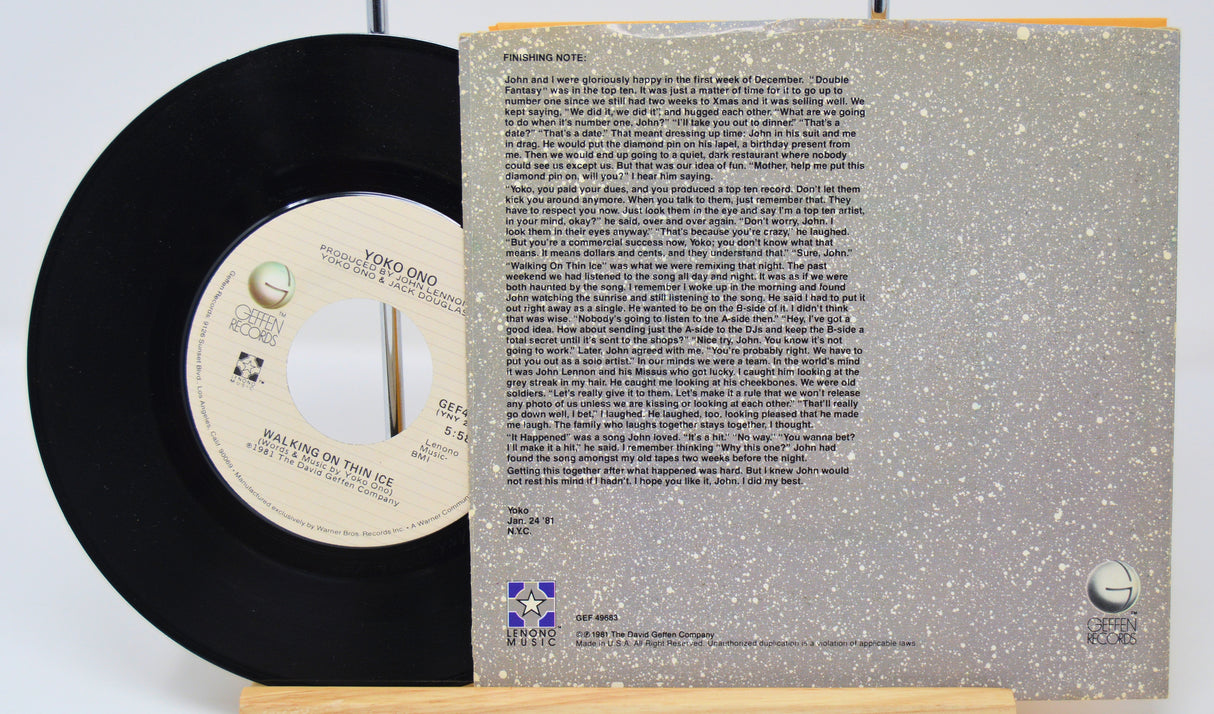 YOKO ONO
PRODUCED BY JOHN LENNON
YOKO ONO & JACK DOUGLAS
GEFFEN
RECORDS
TM
LENONO
MUSIC
TM
GEF4
(YNY
5:58
Lenono
Music-
BMI
WALKING ON THIN ICE
(Words & Music by Yoko Ono)
℗1981 The David Geffen Company
Geffen Records, 9126 Sunset Blvd., Los Angeles, Calif. 90069 • Manufactured exclusively by Warner Bros. Records Inc. • A Warner Commun
FINISHING NOTE:
John and I were gloriously happy in the first week of December. "Double
Fantasy" was in the top ten. It was just a matter of time for it to go up to
number one since we still had two weeks to Xmas and it was selling well. We
kept saying, "We did it, we did it", and hugged each other. "What are we going
to do when it's number one, John?" "I'll take you out to dinner." "That's a
date?" "That's a date." That meant dressing up time: John in his suit and me
in drag. He would put the diamond pin on his lapel, a birthday present from
me. Then we would end up going to a quiet, dark restaurant where nobody
could see us except us. But that was our idea of fun. "Mother, help me put this
diamond pin on, will you?" I hear him saying.
"Yoko, you paid your dues, and you produced a top ten record. Don't let them
kick you around anymore. When you talk to them, just remember that. They
have to respect you now. Just look them in the eye and say I'm a top ten artist,
in your mind, okay?" he said, over and over again. "Don't worry, John. I
look them in their eyes anyway." "That's because you're crazy," he laughed.
"But you're a commercial success now, Yoko; you don't know what that
means. It means dollars and cents, and they understand that." "Sure, John."
"Walking On Thin Ice" was what we were remixing that night. The past
weekend we had listened to the song all day and night. It was as if we were
both haunted by the song. I remember I woke up in the morning and found
John watching the sunrise and still listening to the song. He said I had to put it
out right away as a single. He wanted to be on the B-side of it. I didn't think
that was wise. "Nobody's going to listen to the A-side then." "Hey, I've got a
good idea. How about sending just the A-side to the DJs and keep the B-side a
total secret until it's sent to the shops?" "Nice try, John. You know it's not
going to work." Later, John agreed with me. "You're probably right. We have to
put you out as a solo artist." In our minds we were a team. In the world's mind
it was John Lennon and his Missus who got lucky. I caught him looking at the
grey streak in my hair. He caught me looking at his cheekbones. We were old
soldiers. "Let's really give it to them. Let's make it a rule that we won't release
any photo of us unless we are kissing or looking at each other." "That'll really
go down well, I bet," I laughed. He laughed, too, looking pleased that he made
me laugh. The family who laughs together stays together, I thought.
"It Happened" was a song John loved. "It's a hit." "No way." "You wanna bet?
I'll make it a hit," he said. I remember thinking "Why this one?" John had
found the song amongst my old tapes two weeks before the night.
Getting this together after what happened was hard. But I knew John would
not rest his mind if I hadn't. I hope you like it, John. I did my best.
Yoko
Jan. 24 '81
N.Y.C.
LENONO
MUSIC
TM
GEF 49683
©℗1981 The David Geffen Company
Made in U.S.A. All Right Reserved. Unauthorized duplication is a violation of applicable laws
TM
GEFFEN
RECORDS